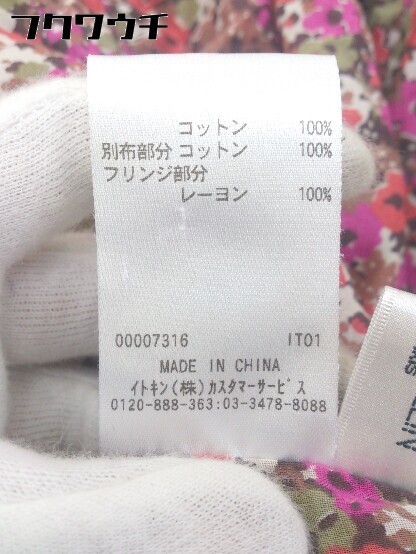 フクワウチ
コットン 100%
別布部分 コットン 100%
フリンジ部分
レーヨン 100%
00007316 IT01
MADE IN CHINA
イトキン(株)カスタマーサービス
0120-888-363:03-3478-8088